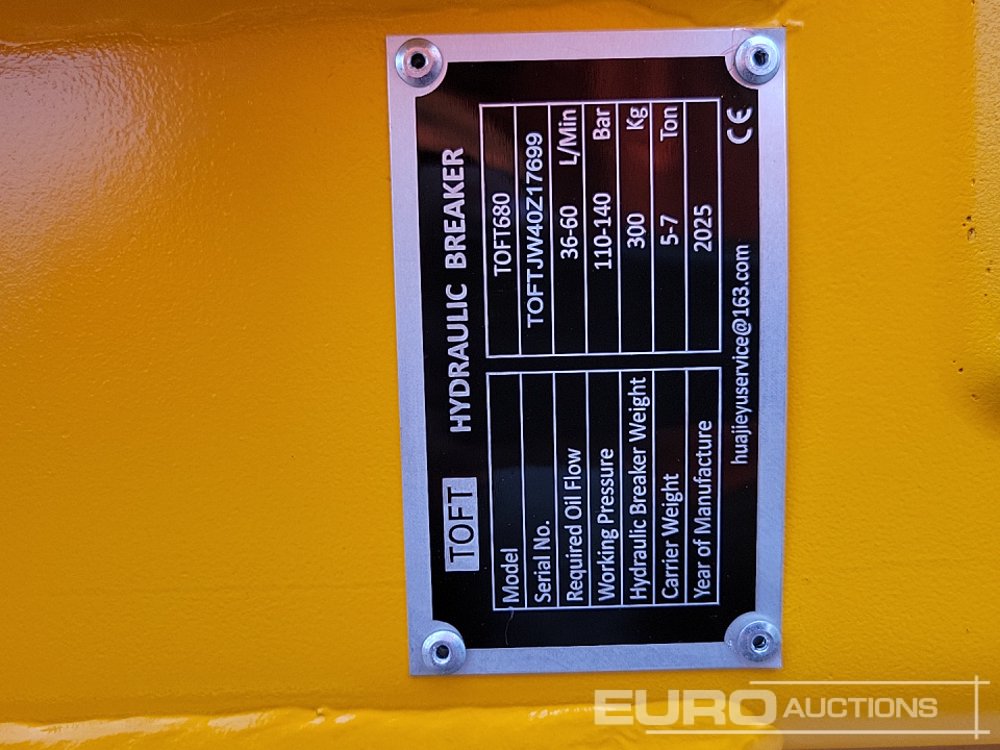 TOFT HYDRAULIC BREAKER
Model TOFT680
Serial No. TOFTJW40Z17699
Required Oil Flow 36-60 L/Min
Working Pressure 110-140 Bar
Hydraulic Breaker Weight 300 Kg
Carrier Weight 5-7 Ton
Year of Manufacture 2025
huajieyuservice@163.com CE
EURO AUCTIONS